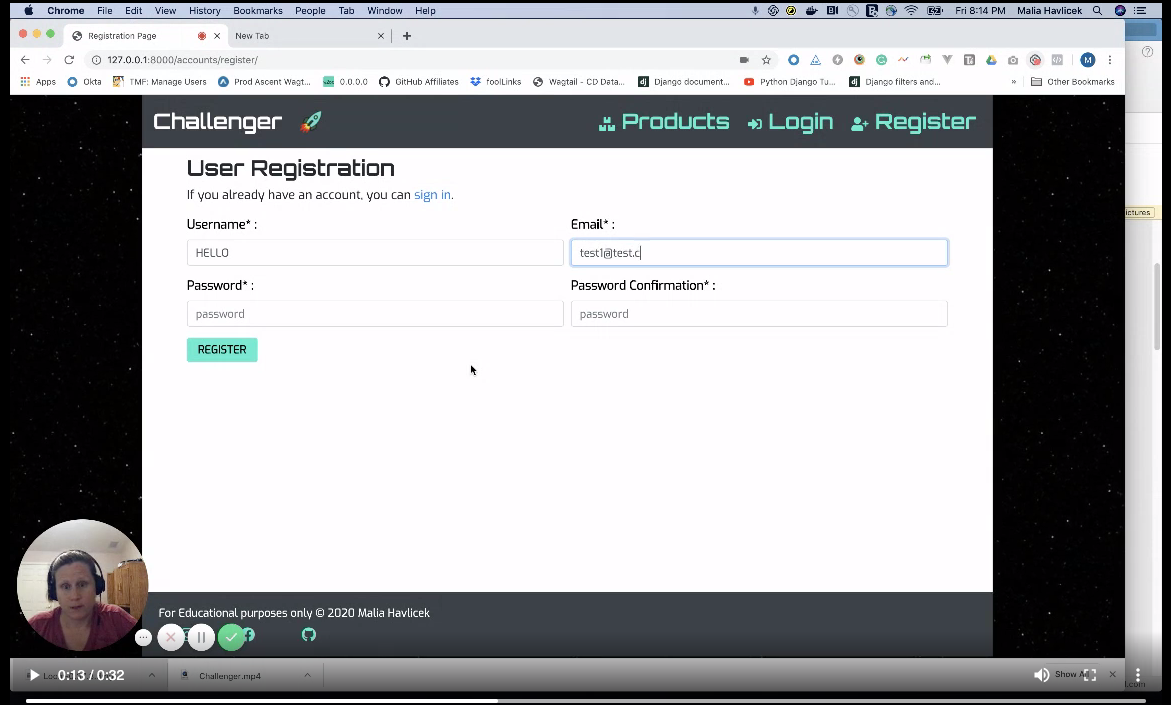 Chrome File Edit View History Bookmarks People Tab Window Help Fri 8:14 PM Malia Havlicek
Registration Page New Tab
127.0.0.1:8000/accounts/register/
Apps Okta TMF: Manage Users Prod Ascent Wagt... 0.0.0.0 GitHub Affiliates foolLinks Wagtail - CD Data... Django document... Python Django Tu... Django filters and... » Other Bookmarks
Challenger Products Login Register
User Registration
If you already have an account, you can sign in.
Username* : Email* :
HELLO test1@test.c
Password* : Password Confirmation* :
password password
REGISTER
ctures
For Educational purposes only © 2020 Malia Havlicek
0:13 / 0:32 Challenger.mp4 Show